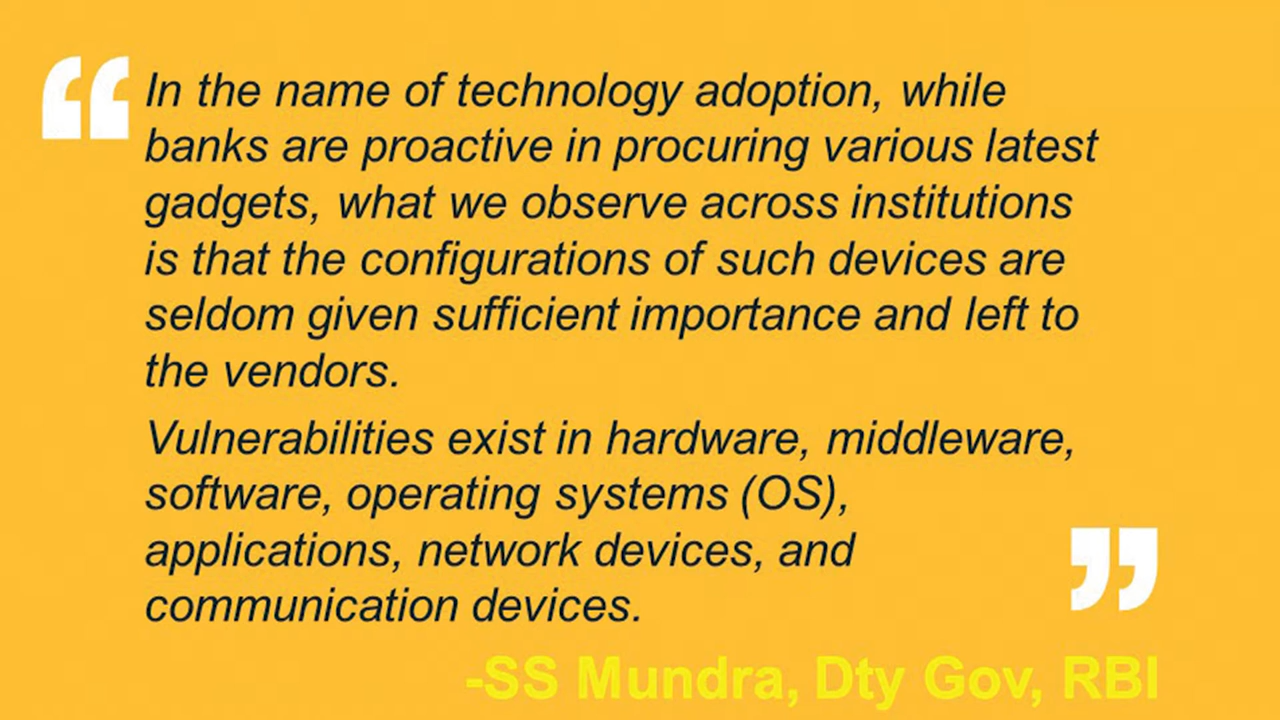 “In the name of technology adoption, while
banks are proactive in procuring various latest
gadgets, what we observe across institutions
is that the configurations of such devices are
seldom given sufficient importance and left to
the vendors.
Vulnerabilities exist in hardware, middleware,
software, operating systems (OS),
applications, network devices, and
communication devices.”
-SS Mundra, Dty Gov, RBI